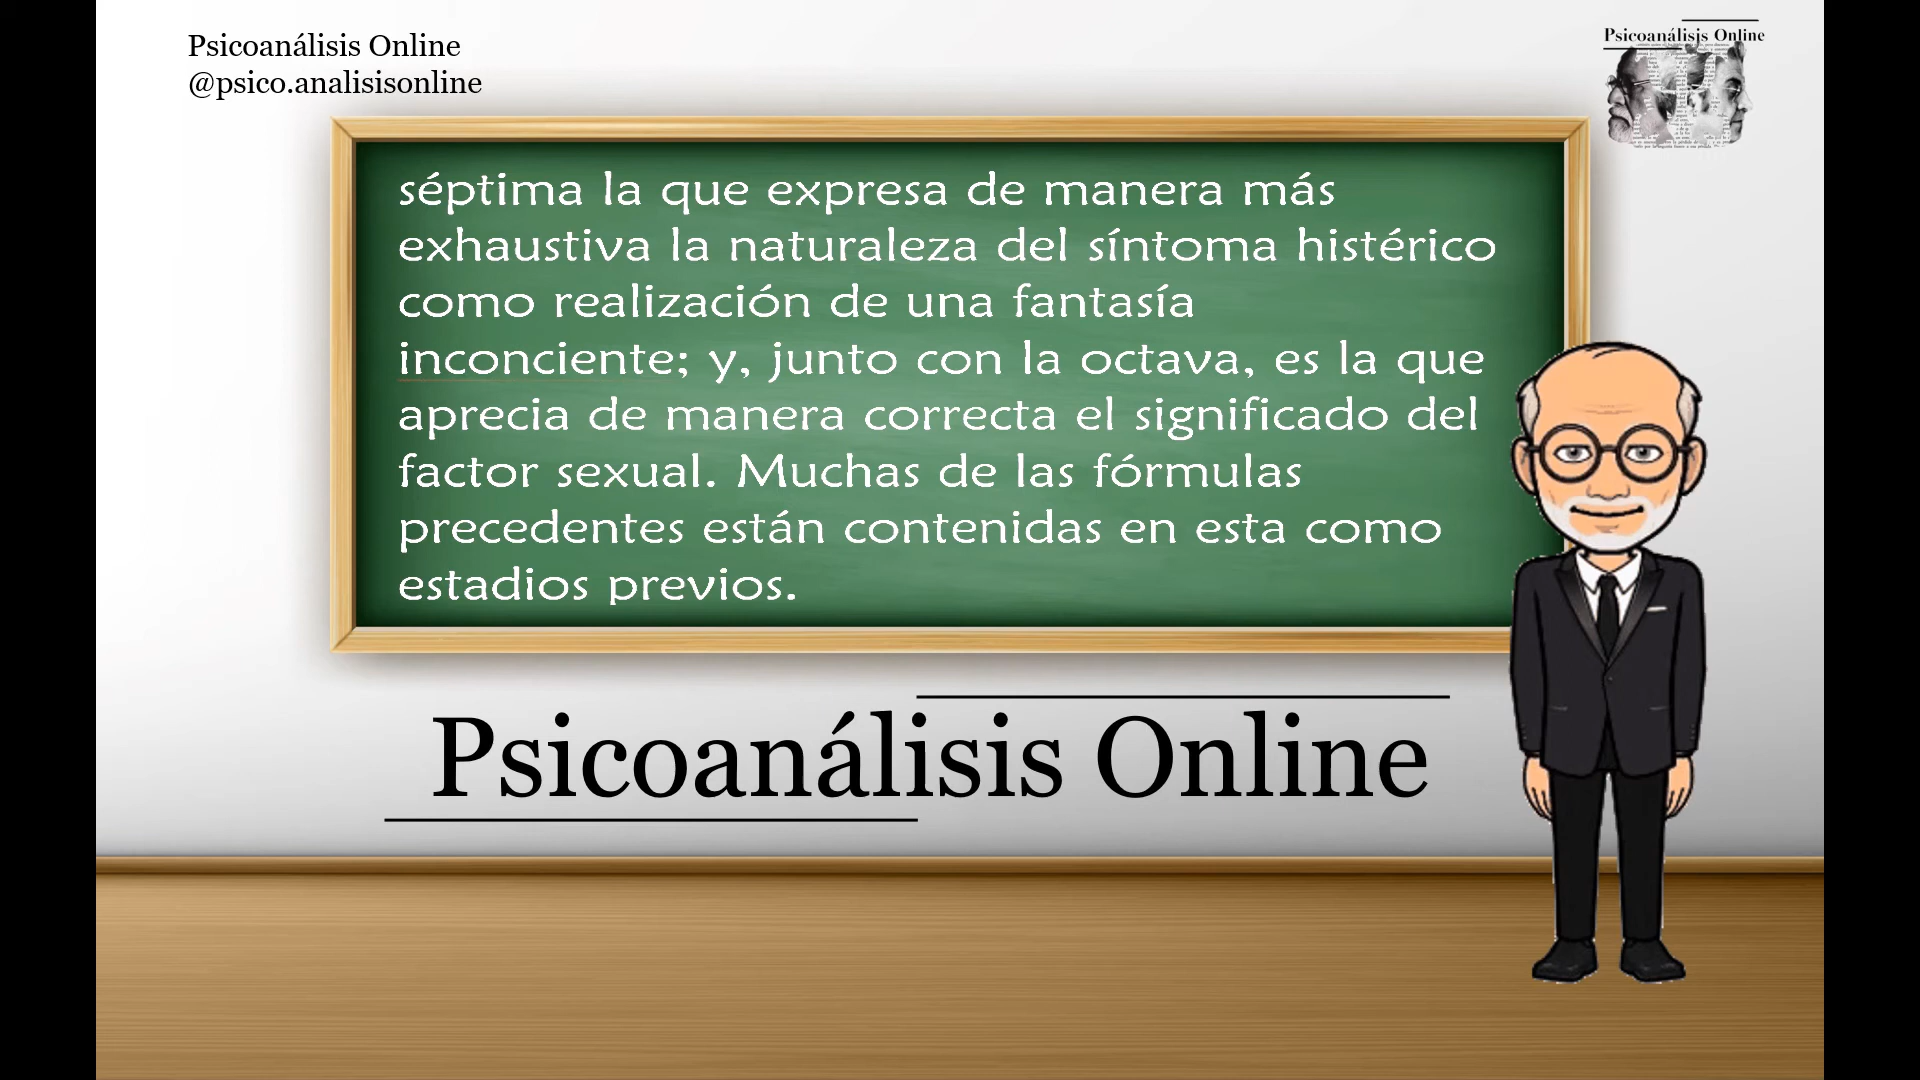 Psicoanálisis Online
@psico.analisisonline
Psicoanálisis Online
séptima la que expresa de manera más
exhaustiva la naturaleza del síntoma histérico
como realización de una fantasía
inconciente; y, junto con la octava, es la que
aprecia de manera correcta el significado del
factor sexual. Muchas de las fórmulas
precedentes están contenidas en esta como
estadios previos.
Psicoanálisis Online